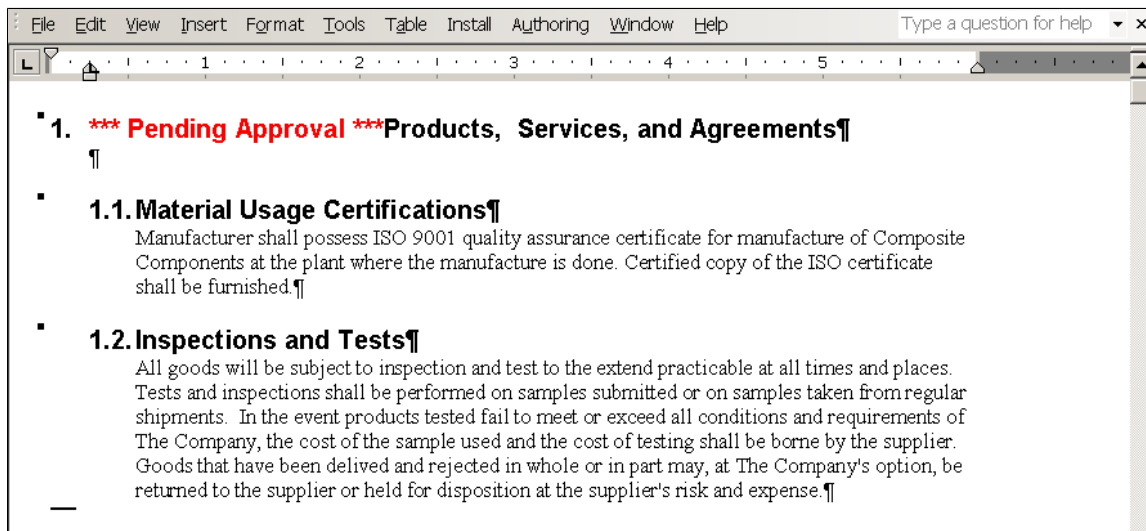 File Edit View Insert Format Tools Table Install Authoring Window Help Type a question for help
L 1 2 3 4 5
1. *** Pending Approval ***Products,  Services, and Agreements¶
¶
1.1. Material Usage Certifications¶
Manufacturer shall possess ISO 9001 quality assurance certificate for manufacture of Composite
Components at the plant where the manufacture is done. Certified copy of the ISO certificate
shall be furnished.¶
1.2. Inspections and Tests¶
All goods will be subject to inspection and test to the extend practicable at all times and places.
Tests and inspections shall be performed on samples submitted or on samples taken from regular
shipments.  In the event products tested fail to meet or exceed all conditions and requirements of
The Company, the cost of the sample used and the cost of testing shall be borne by the supplier.
Goods that have been delived and rejected in whole or in part may, at The Company's option, be
returned to the supplier or held for disposition at the supplier's risk and expense.¶